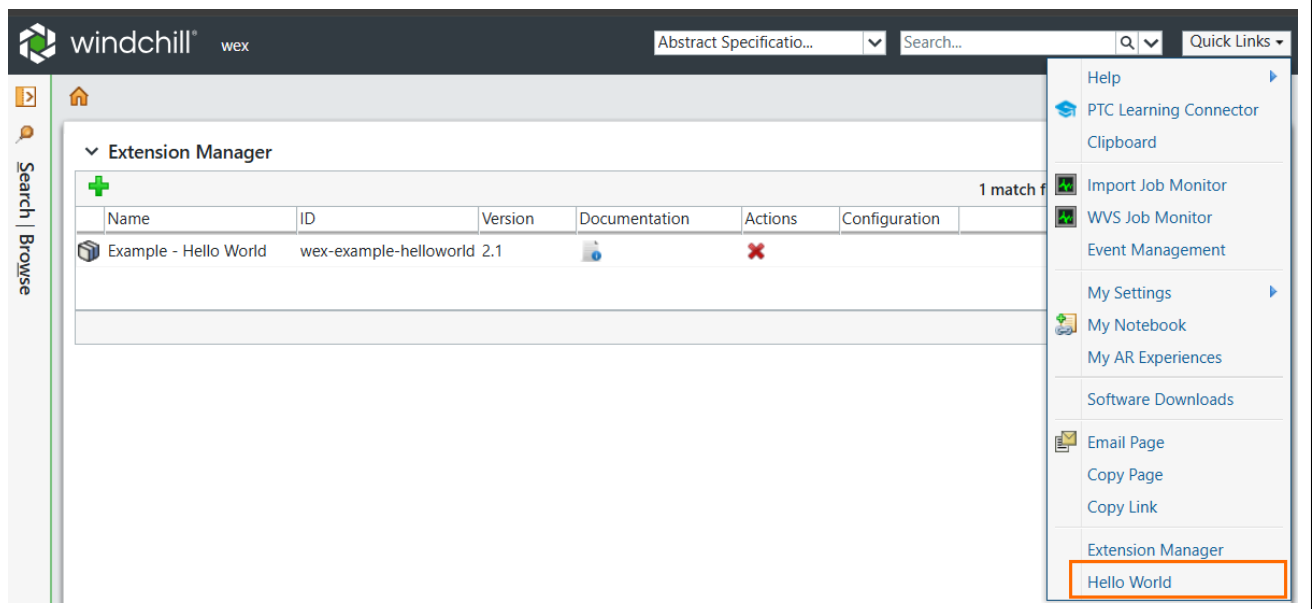 windchill® wex Abstract Specificatio... Search... Quick Links
Help
PTC Learning Connector
Clipboard
Import Job Monitor
WVS Job Monitor
Event Management
My Settings
My Notebook
My AR Experiences
Software Downloads
Email Page
Copy Page
Copy Link
Extension Manager
Hello World
Search | Browse
Extension Manager
1 match f
Name ID Version Documentation Actions Configuration
Example - Hello World wex-example-helloworld 2.1